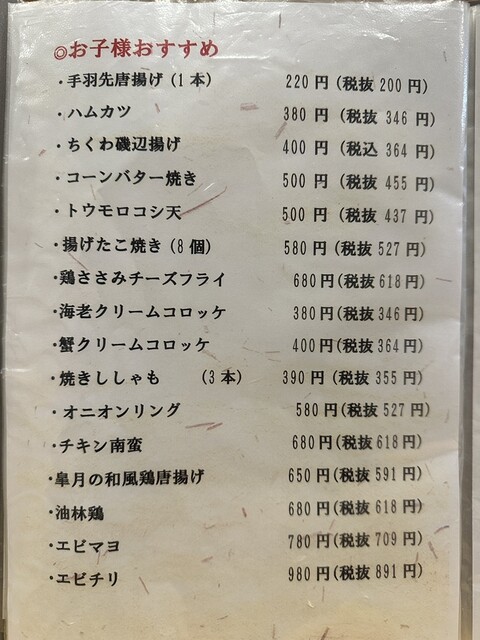 ◎お子様おすすめ
・手羽先唐揚げ(1本) 220円(税抜200円)
・ハムカツ 380円(税抜346円)
・ちくわ磯辺揚げ 400円(税込364円)
・コーンバター焼き 500円(税抜455円)
・トウモロコシ天 500円(税抜437円)
・揚げたこ焼き(8個) 580円(税抜527円)
・鶏ささみチーズフライ 680円(税抜618円)
・海老クリームコロッケ 380円(税抜346円)
・蟹クリームコロッケ 400円(税抜364円)
・焼きししゃも (3本) 390円(税抜355円)
・オニオンリング 580円(税抜527円)
・チキン南蛮 680円(税抜618円)
・皐月の和風鶏唐揚げ 650円(税抜591円)
・油林鶏 680円(税抜618円)
・エビマヨ 780円(税抜709円)
・エビチリ 980円(税抜891円)